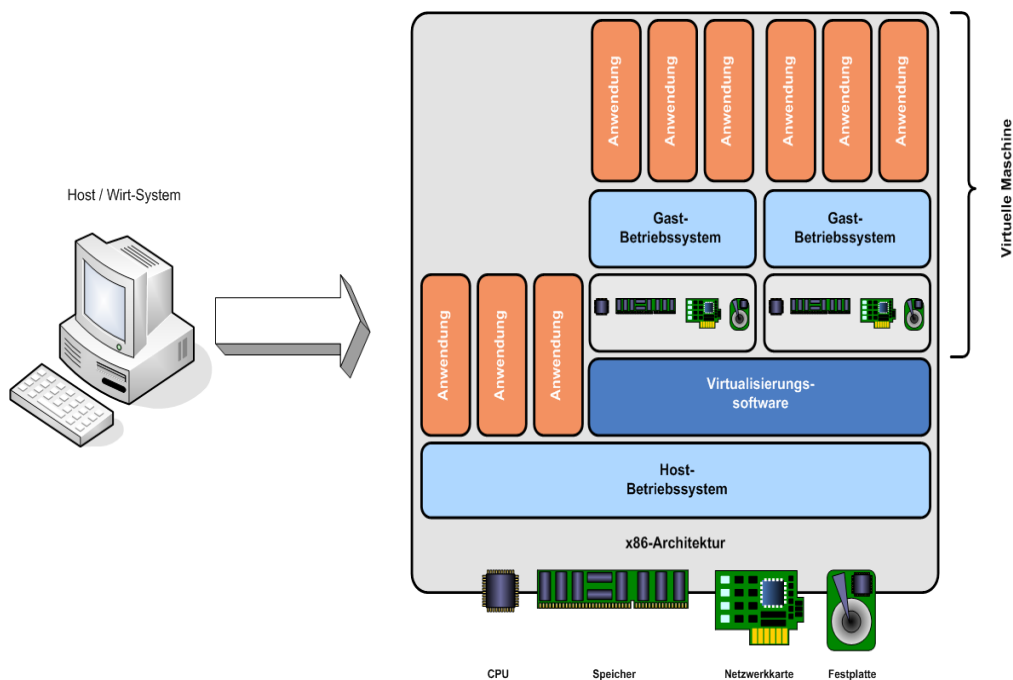 Host / Wirt-System
Anwendung
Anwendung
Anwendung
Anwendung
Anwendung
Anwendung
Gast-
Betriebssystem
Gast-
Betriebssystem
Virtuelle Maschine
Anwendung
Anwendung
Anwendung
Virtualisierungs-
software
Host-
Betriebssystem
x86-Architektur
CPU
Speicher
Netzwerkkarte
Festplatte